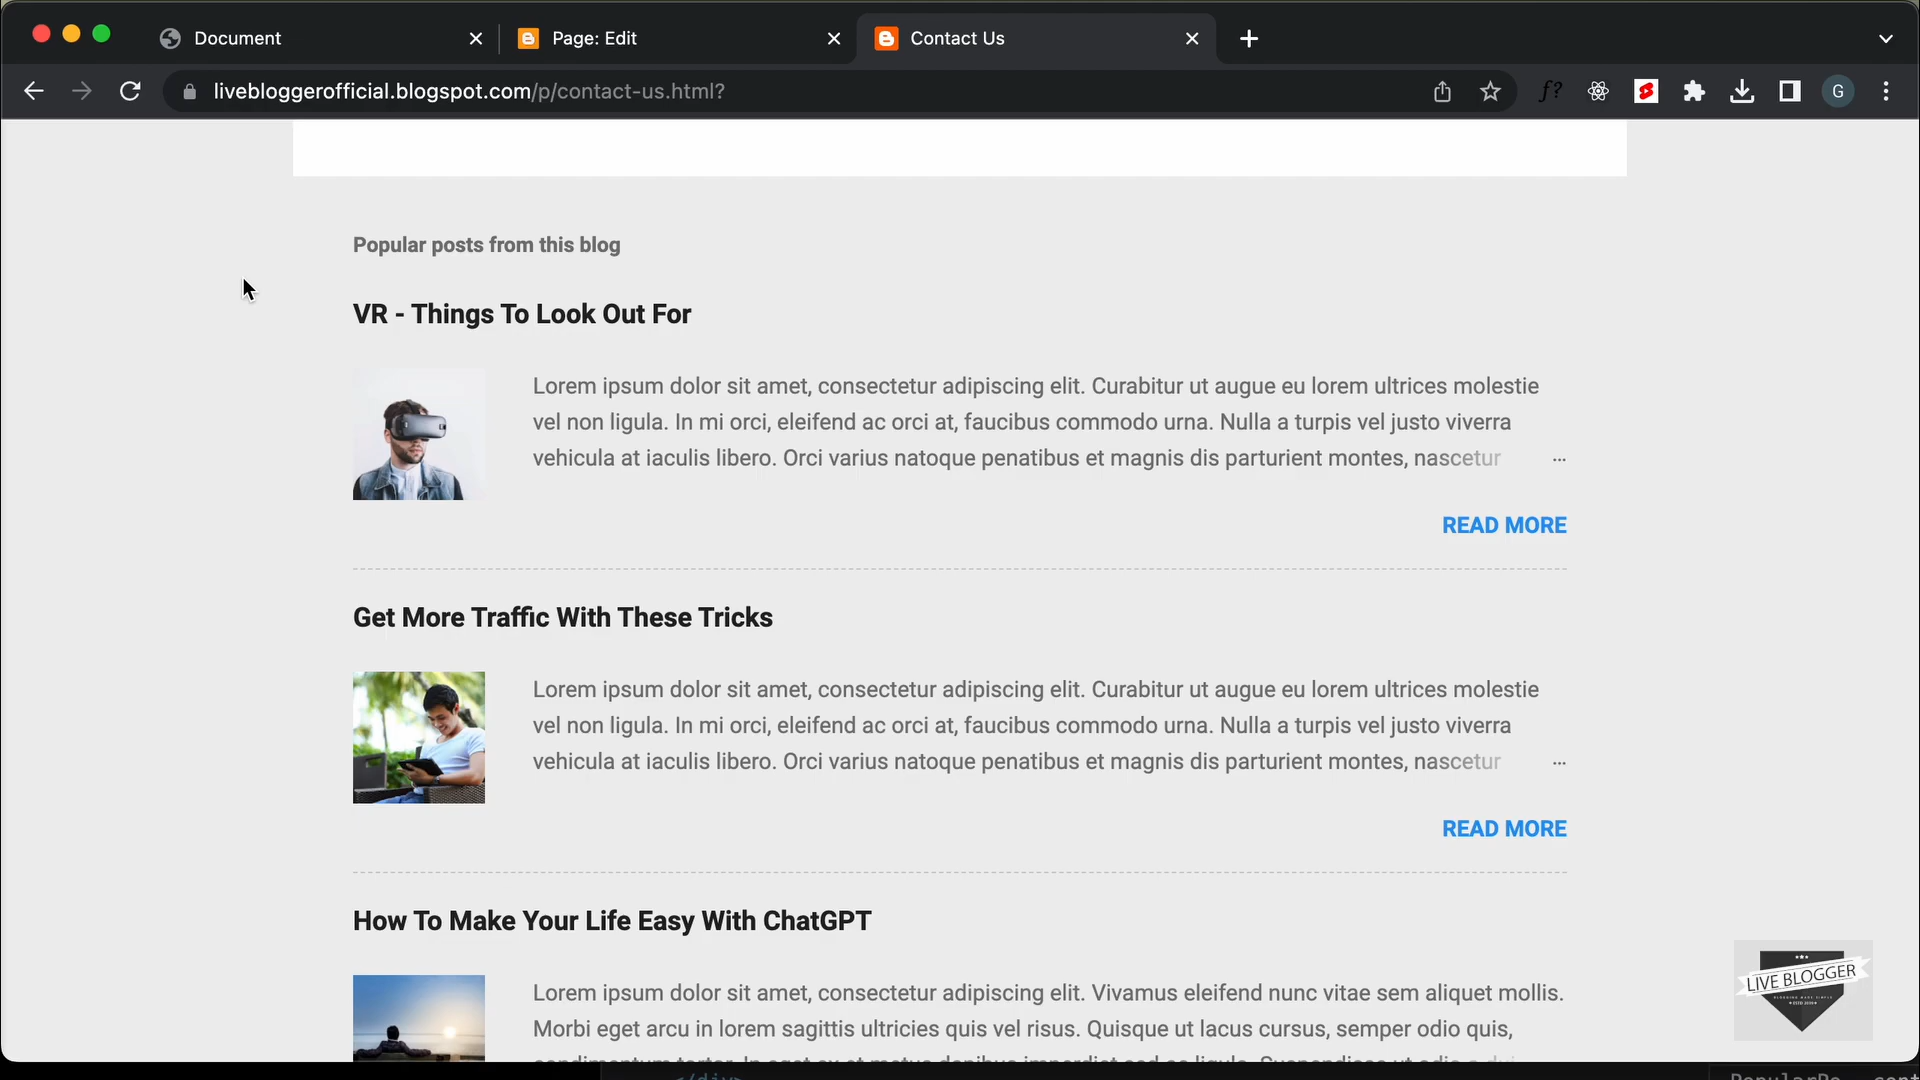 Document
Page: Edit
Contact Us
livebloggerofficial.blogspot.com/p/contact-us.html?
f?
G
Popular posts from this blog
VR - Things To Look Out For
Lorem ipsum dolor sit amet, consectetur adipiscing elit. Curabitur ut augue eu lorem ultrices molestie
vel non ligula. In mi orci, eleifend ac orci at, faucibus commodo urna. Nulla a turpis vel justo viverra
vehicula at iaculis libero. Orci varius natoque penatibus et magnis dis parturient montes, nascetur ...
READ MORE
Get More Traffic With These Tricks
Lorem ipsum dolor sit amet, consectetur adipiscing elit. Curabitur ut augue eu lorem ultrices molestie
vel non ligula. In mi orci, eleifend ac orci at, faucibus commodo urna. Nulla a turpis vel justo viverra
vehicula at iaculis libero. Orci varius natoque penatibus et magnis dis parturient montes, nascetur ...
READ MORE
How To Make Your Life Easy With ChatGPT
Lorem ipsum dolor sit amet, consectetur adipiscing elit. Vivamus eleifend nunc vitae sem aliquet mollis.
Morbi eget arcu in lorem sagittis ultricies quis vel risus. Quisque ut lacus cursus, semper odio quis,
LIVE BLOGGER